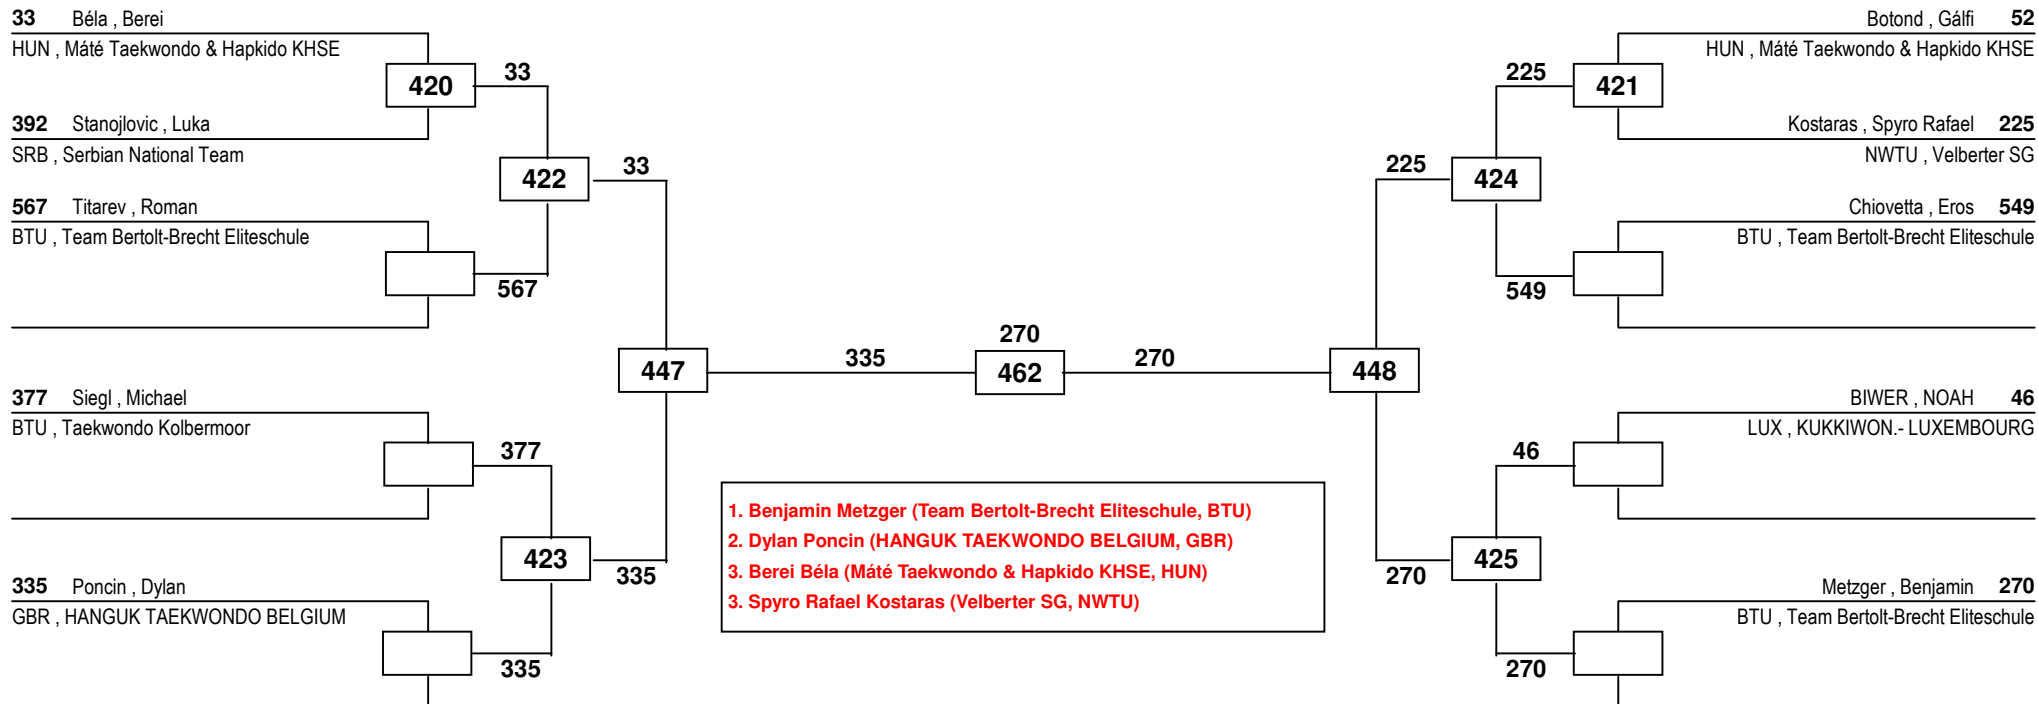 33 Béla , Berei
HUN , Máté Taekwondo & Hapkido KHSE
420
33
392 Stanojlovic , Luka
SRB , Serbian National Team
422
33
567 Titarev , Roman
BTU , Team Bertolt-Brecht Eliteschule
567
447
335
377 Siegl , Michael
BTU , Taekwondo Kolbermoor
377
423
335
335 Poncin , Dylan
GBR , HANGUK TAEKWONDO BELGIUM
335
270
462
270
1. Benjamin Metzger (Team Bertolt-Brecht Eliteschule, BTU)
2. Dylan Poncin (HANGUK TAEKWONDO BELGIUM, GBR)
3. Berei Béla (Máté Taekwondo & Hapkido KHSE, HUN)
3. Spyro Rafael Kostaras (Velberter SG, NWTU)
Botond , Gálfi 52
HUN , Máté Taekwondo & Hapkido KHSE
225
421
Kostaras , Spyro Rafael 225
NWTU , Velberter SG
225
424
Chiovetta , Eros 549
BTU , Team Bertolt-Brecht Eliteschule
549
448
BIWER , NOAH 46
LUX , KUKKIWON.- LUXEMBOURG
46
425
270
Metzger , Benjamin 270
BTU , Team Bertolt-Brecht Eliteschule
270